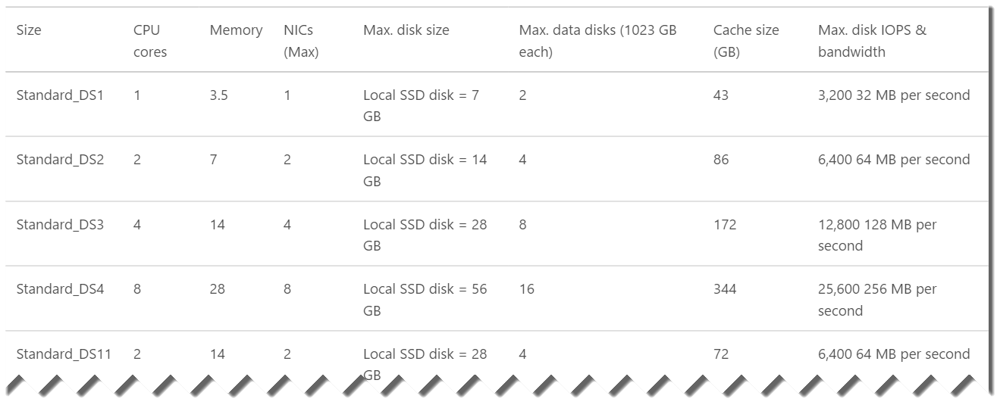 Size CPU cores Memory NICs (Max) Max. disk size Max. data disks (1023 GB each) Cache size (GB) Max. disk IOPS & bandwidth
Standard_DS1 1 3.5 1 Local SSD disk = 7 GB 2 43 3,200 32 MB per second
Standard_DS2 2 7 2 Local SSD disk = 14 GB 4 86 6,400 64 MB per second
Standard_DS3 4 14 4 Local SSD disk = 28 GB 8 172 12,800 128 MB per second
Standard_DS4 8 28 8 Local SSD disk = 56 GB 16 344 25,600 256 MB per second
Standard_DS11 2 14 2 Local SSD disk = 28 GB 4 72 6,400 64 MB per second